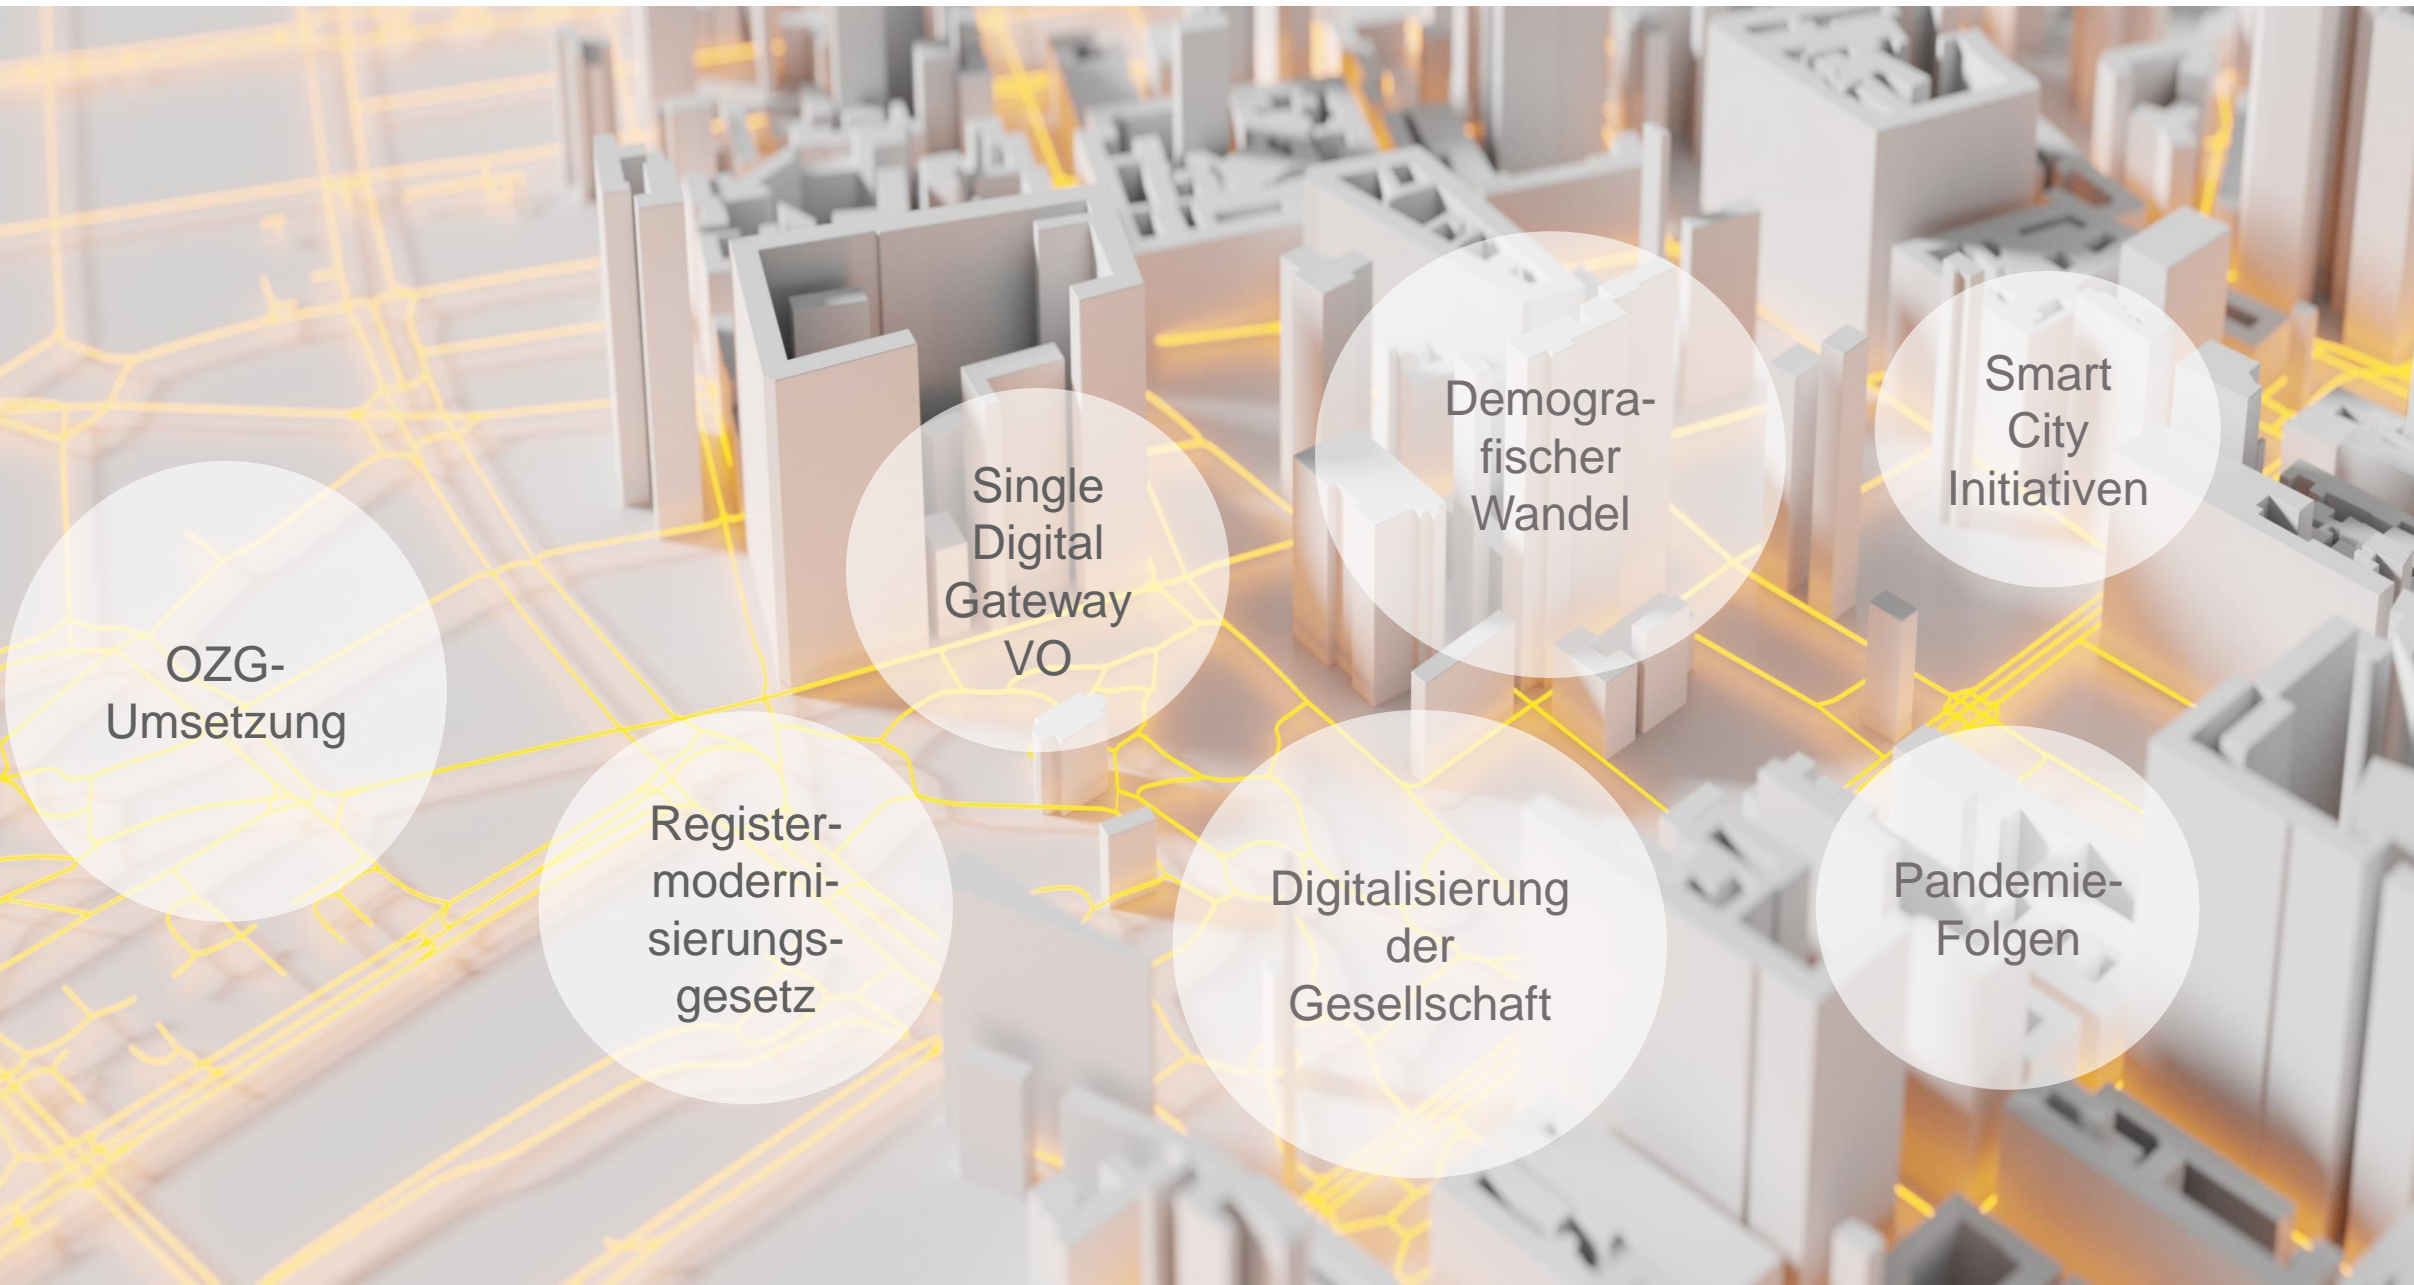 OZG-
Umsetzung
Register-
moderni-
sierungs-
gesetz
Single
Digital
Gateway
VO
Demogra-
fischer
Wandel
Digitalisierung
der
Gesellschaft
Smart
City
Initiativen
Pandemie-
Folgen